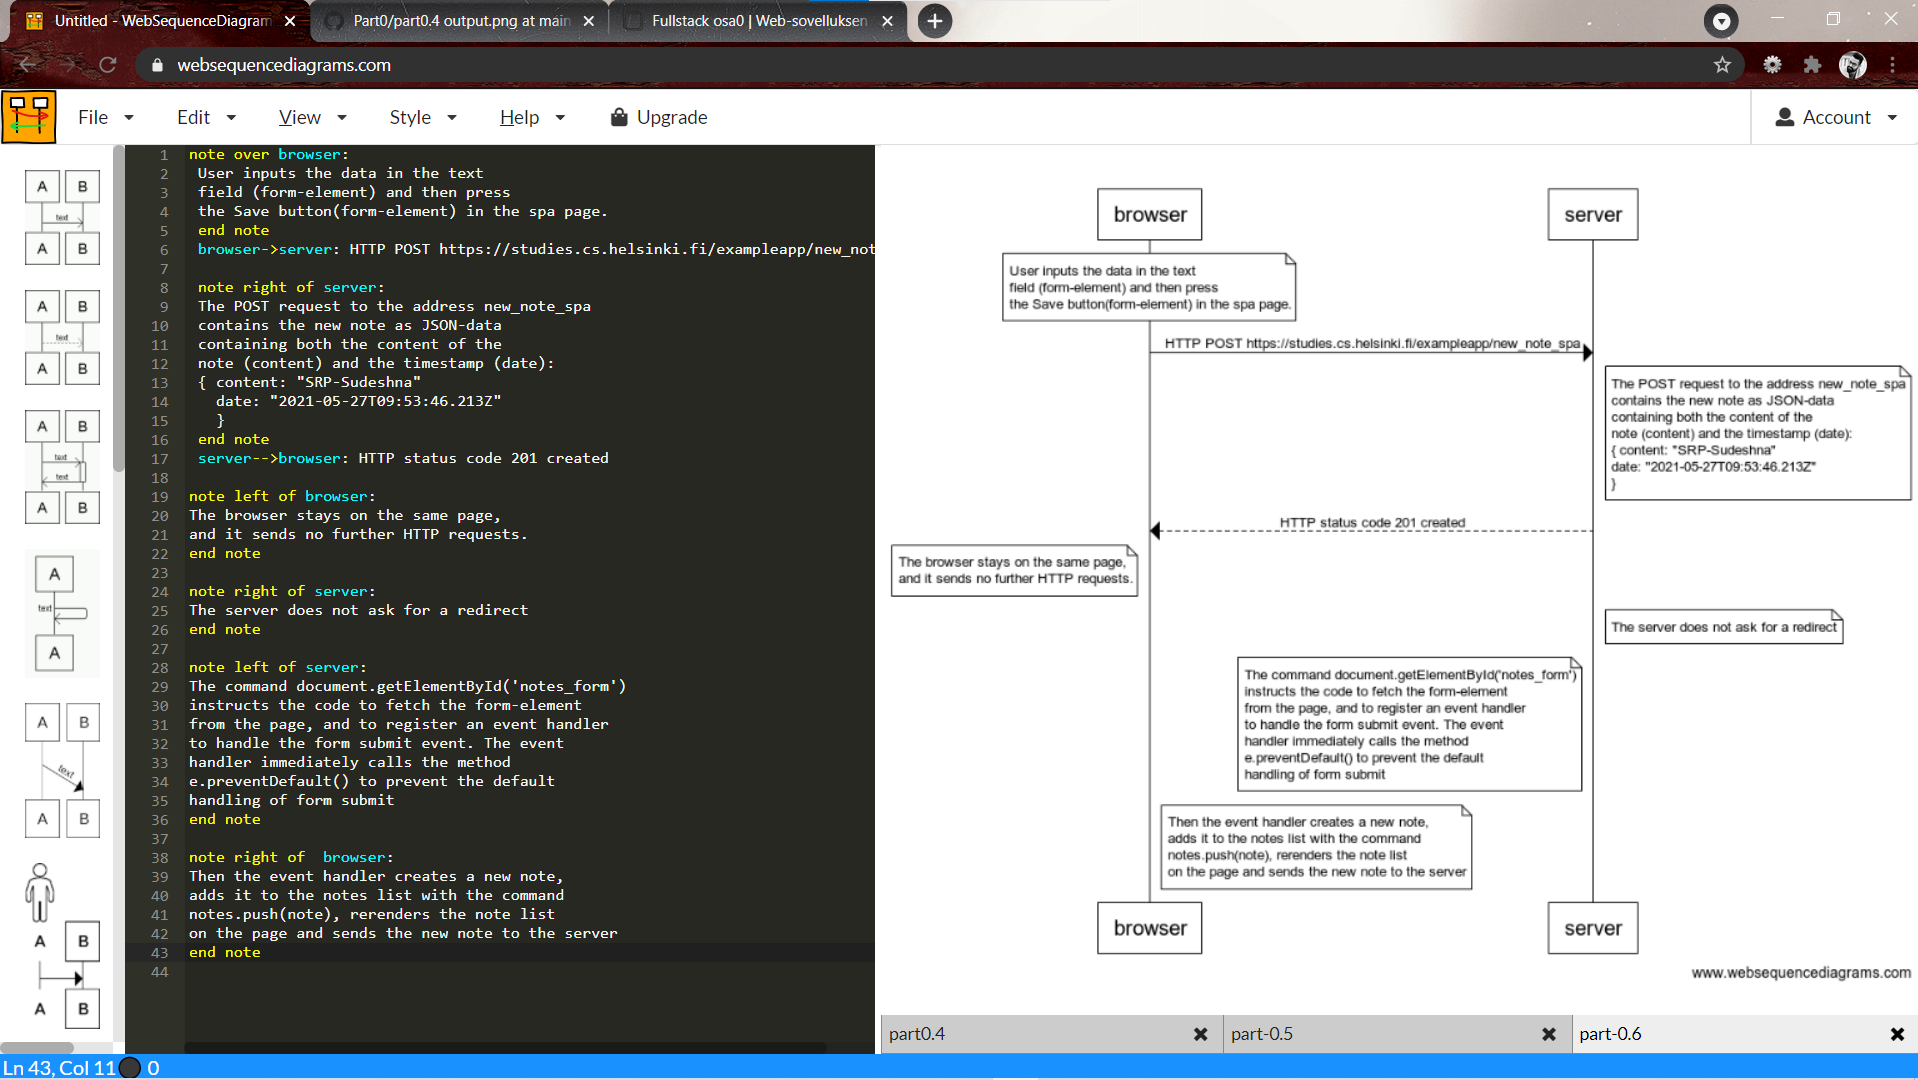 Untitled - WebSequenceDiagram
Part0/part0.4 output.png at main
Fullstack osa0 | Web-sovelluksen
websequencediagrams.com
File
Edit
View
Style
Help
Upgrade
Account
A B
text
A B
A B
text
A B
A B
text
text
A B
A
text
A
A B
text
A B
A B
A B
1 note over browser:
2 User inputs the data in the text
3 field (form-element) and then press
4 the Save button(form-element) in the spa page.
5 end note
6 browser->server: HTTP POST https://studies.cs.helsinki.fi/exampleapp/new_not
7
8 note right of server:
9 The POST request to the address new_note_spa
10 contains the new note as JSON-data
11 containing both the content of the
12 note (content) and the timestamp (date):
13 { content: "SRP-Sudeshna"
14 date: "2021-05-27T09:53:46.213Z"
15 }
16 end note
17 server-->browser: HTTP status code 201 created
18
19 note left of browser:
20 The browser stays on the same page,
21 and it sends no further HTTP requests.
22 end note
23
24 note right of server:
25 The server does not ask for a redirect
26 end note
27
28 note left of server:
29 The command document.getElementById('notes_form')
30 instructs the code to fetch the form-element
31 from the page, and to register an event handler
32 to handle the form submit event. The event
33 handler immediately calls the method
34 e.preventDefault() to prevent the default
35 handling of form submit
36 end note
37
38 note right of  browser:
39 Then the event handler creates a new note,
40 adds it to the notes list with the command
41 notes.push(note), rerenders the note list
42 on the page and sends the new note to the server
43 end note
44
browser
server
User inputs the data in the text
field (form-element) and then press
the Save button(form-element) in the spa page.
HTTP POST https://studies.cs.helsinki.fi/exampleapp/new_note_spa
The POST request to the address new_note_spa
contains the new note as JSON-data
containing both the content of the
note (content) and the timestamp (date):
{ content: "SRP-Sudeshna"
date: "2021-05-27T09:53:46.213Z"
}
HTTP status code 201 created
The browser stays on the same page,
and it sends no further HTTP requests.
The server does not ask for a redirect
The command document.getElementById('notes_form')
instructs the code to fetch the form-element
from the page, and to register an event handler
to handle the form submit event. The event
handler immediately calls the method
e.preventDefault() to prevent the default
handling of form submit
Then the event handler creates a new note,
adds it to the notes list with the command
notes.push(note), rerenders the note list
on the page and sends the new note to the server
browser
server
www.websequencediagrams.com
part0.4
part-0.5
part-0.6
Ln 43, Col 11
0